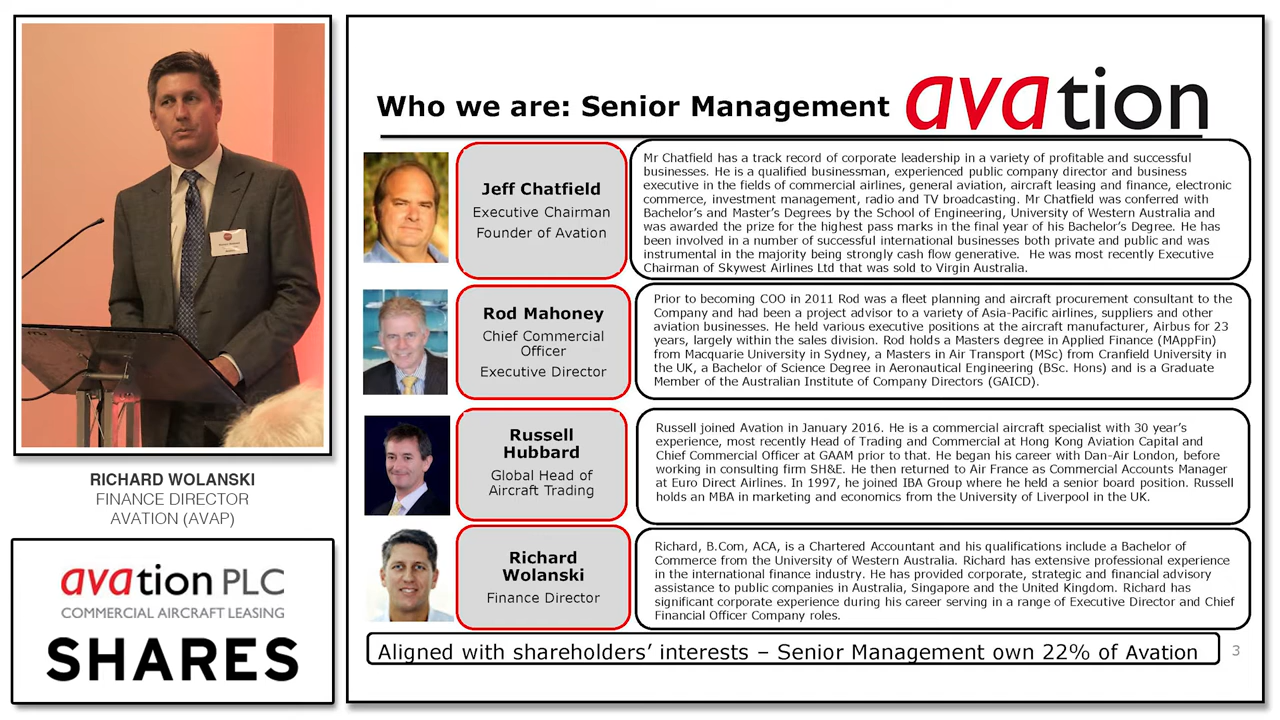 RICHARD WOLANSKI
FINANCE DIRECTOR
AVATION (AVAP)
avation PLC
COMMERCIAL AIRCRAFT LEASING
SHARES
Who we are: Senior Management
avation
Jeff Chatfield
Executive Chairman
Founder of Avation
Mr Chatfield has a track record of corporate leadership in a variety of profitable and successful
businesses. He is a qualified businessman, experienced public company director and business
executive in the fields of commercial airlines, general aviation, aircraft leasing and finance, electronic
commerce, investment management, radio and TV broadcasting. Mr Chatfield was conferred with
Bachelor's and Master's Degrees by the School of Engineering, University of Western Australia and
was awarded the prize for the highest pass marks in the final year of his Bachelor's Degree. He has
been involved in a number of successful international businesses both private and public and was
instrumental in the majority being strongly cash flow generative. He was most recently Executive
Chairman of Skywest Airlines Ltd that was sold to Virgin Australia.
Rod Mahoney
Chief Commercial
Officer
Executive Director
Prior to becoming COO in 2011 Rod was a fleet planning and aircraft procurement consultant to the
Company and had been a project advisor to a variety of Asia-Pacific airlines, suppliers and other
aviation businesses. He held various executive positions at the aircraft manufacturer, Airbus for 23
years, largely within the sales division. Rod holds a Masters degree in Applied Finance (MAppFin)
from Macquarie University in Sydney, a Masters in Air Transport (MSc) from Cranfield University in
the UK, a Bachelor of Science Degree in Aeronautical Engineering (BSc. Hons) and is a Graduate
Member of the Australian Institute of Company Directors (GAICD).
Russell
Hubbard
Global Head of
Aircraft Trading
Russell joined Avation in January 2016. He is a commercial aircraft specialist with 30 year's
experience, most recently Head of Trading and Commercial at Hong Kong Aviation Capital and
Chief Commercial Officer at GAAM prior to that. He began his career with Dan-Air London, before
working in consulting firm SH&E. He then returned to Air France as Commercial Accounts Manager
at Euro Direct Airlines. In 1997, he joined IBA Group where he held a senior board position. Russell
holds an MBA in marketing and economics from the University of Liverpool in the UK.
Richard
Wolanski
Finance Director
Richard, B.Com, ACA, is a Chartered Accountant and his qualifications include a Bachelor of
Commerce from the University of Western Australia. Richard has extensive professional experience
in the international finance industry. He has provided corporate, strategic and financial advisory
assistance to public companies in Australia, Singapore and the United Kingdom. Richard has
significant corporate experience during his career serving in a range of Executive Director and Chief
Financial Officer Company roles.
Aligned with shareholders' interests – Senior Management own 22% of Avation
3